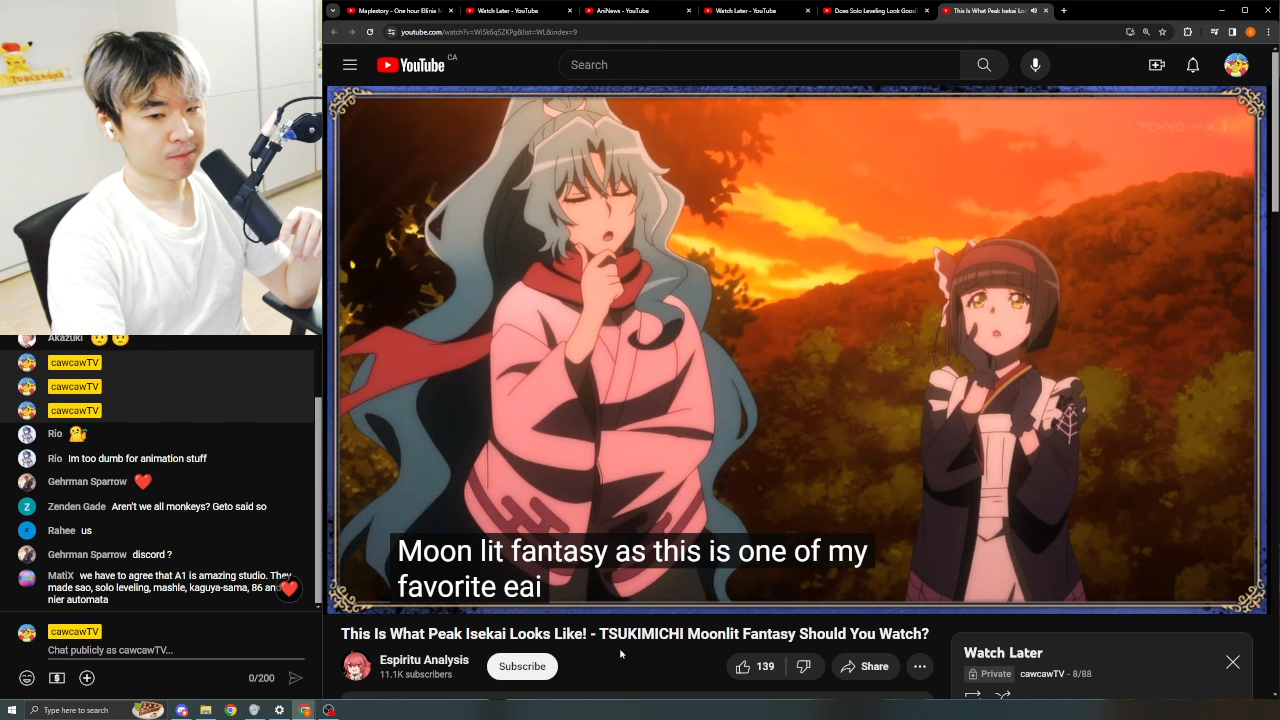 Maplestory - One hour Ellinia M
Watch Later - YouTube
AniNews - YouTube
Watch Later - YouTube
Does Solo Leveling Look Good
This Is What Peak Isekai Lo
youtube.com/watch?v=Wi5k6q5ZKPg&list=WL&index=9
YouTube
CA
Search
TOKYO MX 1
Moon lit fantasy as this is one of my
favorite eai
Akazuki
cawcawTV
cawcawTV
cawcawTV
Rio
Rio Im too dumb for animation stuff
Gehrman Sparrow
Z
Zenden Gade Aren't we all monkeys? Geto said so
Rahee us
Gehrman Sparrow discord ?
MatiX we have to agree that A1 is amazing studio. They
made sao, solo leveling, mashle, kaguya-sama, 86 and
nier automata
cawcawTV
Chat publicly as cawcawTV...
0/200
This Is What Peak Isekai Looks Like! - TSUKIMICHI Moonlit Fantasy Should You Watch?
Espiritu Analysis
11.1K subscribers
Subscribe
139
Share
Watch Later
Private cawcawTV - 8/88
Type here to search